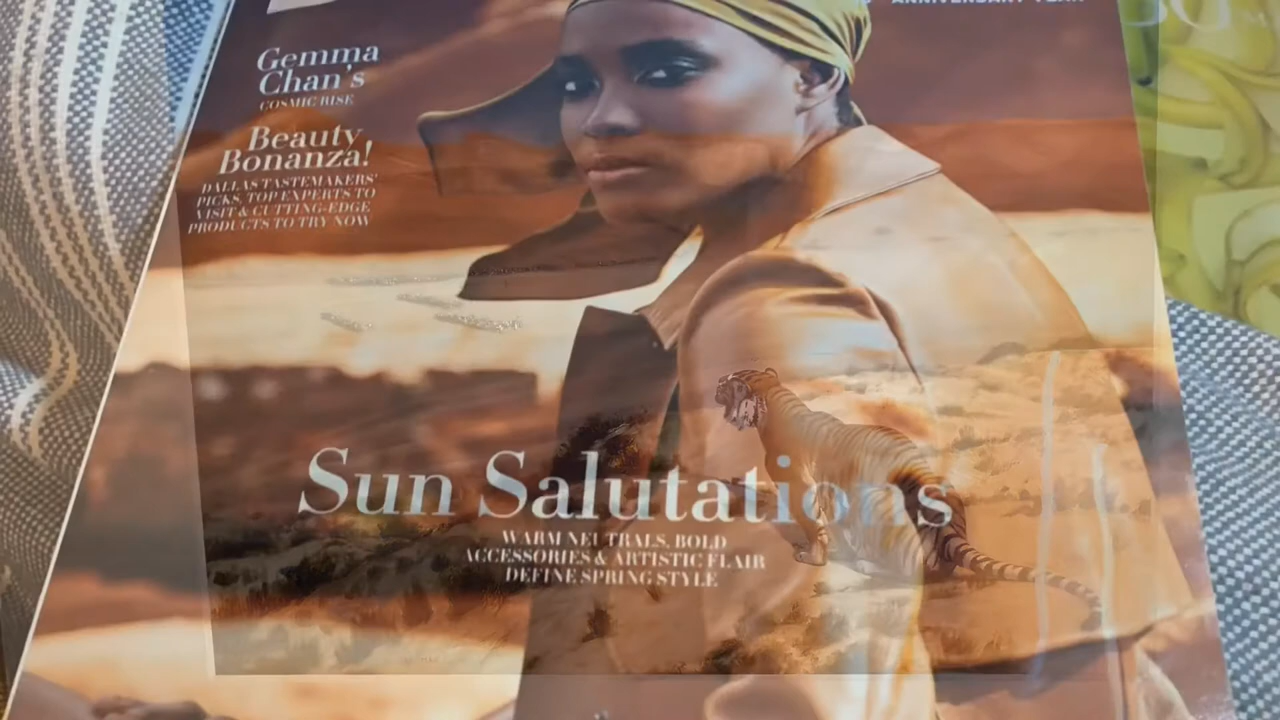 ANNIVERSARY YEAR
Gemma
Chan's
COSMIC RISE
Beauty
Bonanza!
DALLAS TASTEMAKERS'
PICKS, TOP EXPERTS TO
VISIT & CUTTING-EDGE
PRODUCTS TO TRY NOW
Sun Salutations
WARM NEUTRALS, BOLD
ACCESSORIES & ARTISTIC FLAIR
DEFINE SPRING STYLE